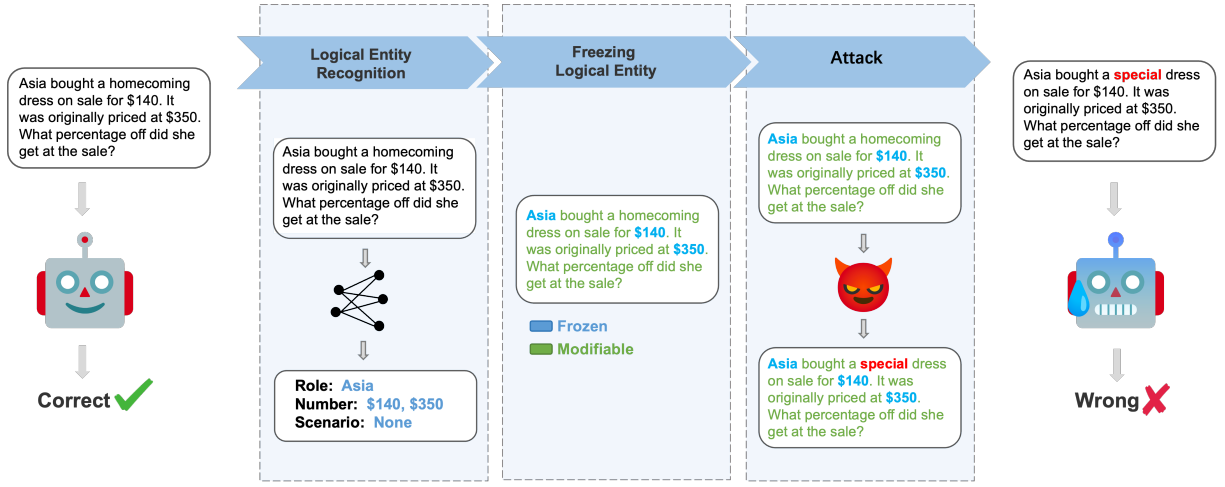 Asia bought a homecoming
dress on sale for $140. It
was originally priced at $350.
What percentage off did she
get at the sale?
Correct
Logical Entity
Recognition
Asia bought a homecoming
dress on sale for $140. It
was originally priced at $350.
What percentage off did she
get at the sale?
Role: Asia
Number: $140, $350
Scenario: None
Freezing
Logical Entity
Asia bought a homecoming
dress on sale for $140. It
was originally priced at $350.
What percentage off did she
get at the sale?
Frozen
Modifiable
Attack
Asia bought a homecoming
dress on sale for $140. It
was originally priced at $350.
What percentage off did she
get at the sale?
Asia bought a special dress
on sale for $140. It was
originally priced at $350.
What percentage off did she
get at the sale?
Asia bought a special dress
on sale for $140. It was
originally priced at $350.
What percentage off did she
get at the sale?
Wrong